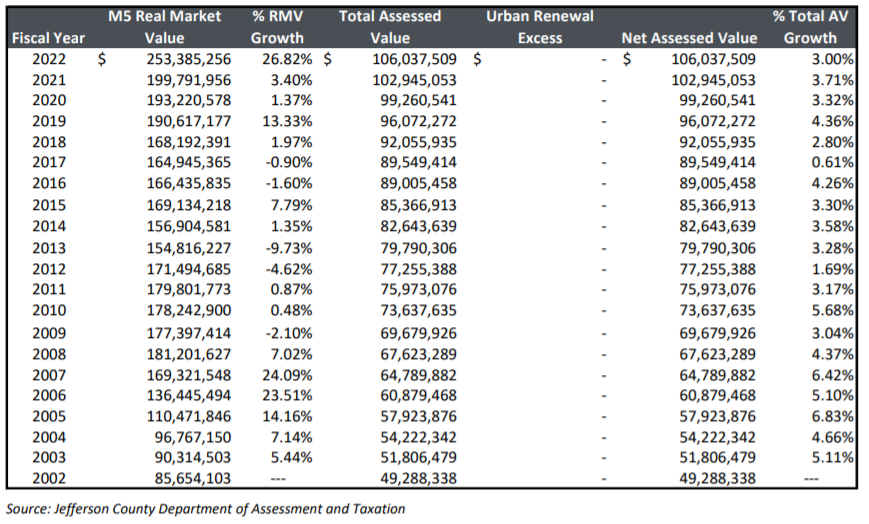 M5 Real Market % RMV Total Assessed Urban Renewal % Total AV
Fiscal Year Value Growth Value Excess Net Assessed Value Growth
2022 $ 253,385,256 26.82% $ 106,037,509 $ - $ 106,037,509 3.00%
2021 199,791,956 3.40% 102,945,053 - 102,945,053 3.71%
2020 193,220,578 1.37% 99,260,541 - 99,260,541 3.32%
2019 190,617,177 13.33% 96,072,272 - 96,072,272 4.36%
2018 168,192,391 1.97% 92,055,935 - 92,055,935 2.80%
2017 164,945,365 -0.90% 89,549,414 - 89,549,414 0.61%
2016 166,435,835 -1.60% 89,005,458 - 89,005,458 4.26%
2015 169,134,218 7.79% 85,366,913 - 85,366,913 3.30%
2014 156,904,581 1.35% 82,643,639 - 82,643,639 3.58%
2013 154,816,227 -9.73% 79,790,306 - 79,790,306 3.28%
2012 171,494,685 -4.62% 77,255,388 - 77,255,388 1.69%
2011 179,801,773 0.87% 75,973,076 - 75,973,076 3.17%
2010 178,242,900 0.48% 73,637,635 - 73,637,635 5.68%
2009 177,397,414 -2.10% 69,679,926 - 69,679,926 3.04%
2008 181,201,627 7.02% 67,623,289 - 67,623,289 4.37%
2007 169,321,548 24.09% 64,789,882 - 64,789,882 6.42%
2006 136,445,494 23.51% 60,879,468 - 60,879,468 5.10%
2005 110,471,846 14.16% 57,923,876 - 57,923,876 6.83%
2004 96,767,150 7.14% 54,222,342 - 54,222,342 4.66%
2003 90,314,503 5.44% 51,806,479 - 51,806,479 5.11%
2002 85,654,103 --- 49,288,338 - 49,288,338 ---
Source: Jefferson County Department of Assessment and Taxation